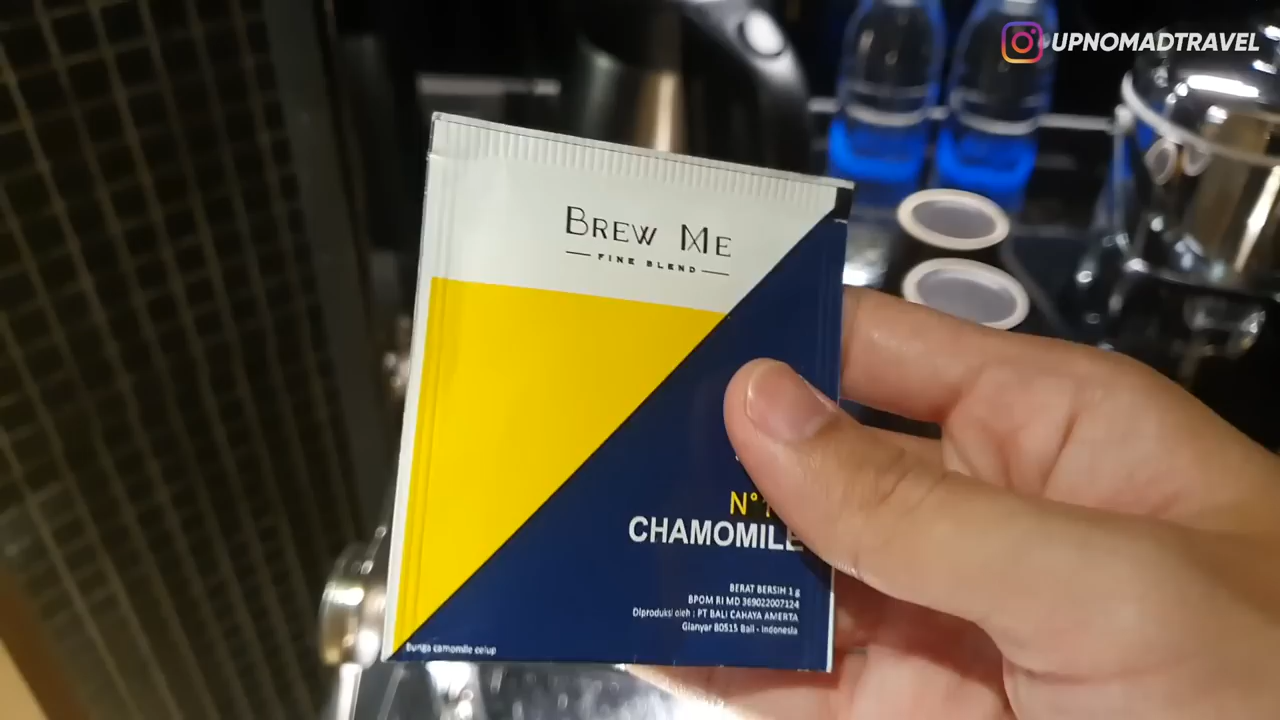 UPNOMADTRAVEL
BREW ME
FINE BLEND
CHAMOMILE
BERAT BERSIH 1 g
BPOM RI MD 369022007124
Diproduksi oleh : PT BALI CAHAYA AMERTA
Gianyar 80515 Bali - Indonesia
Bunga camomile celup